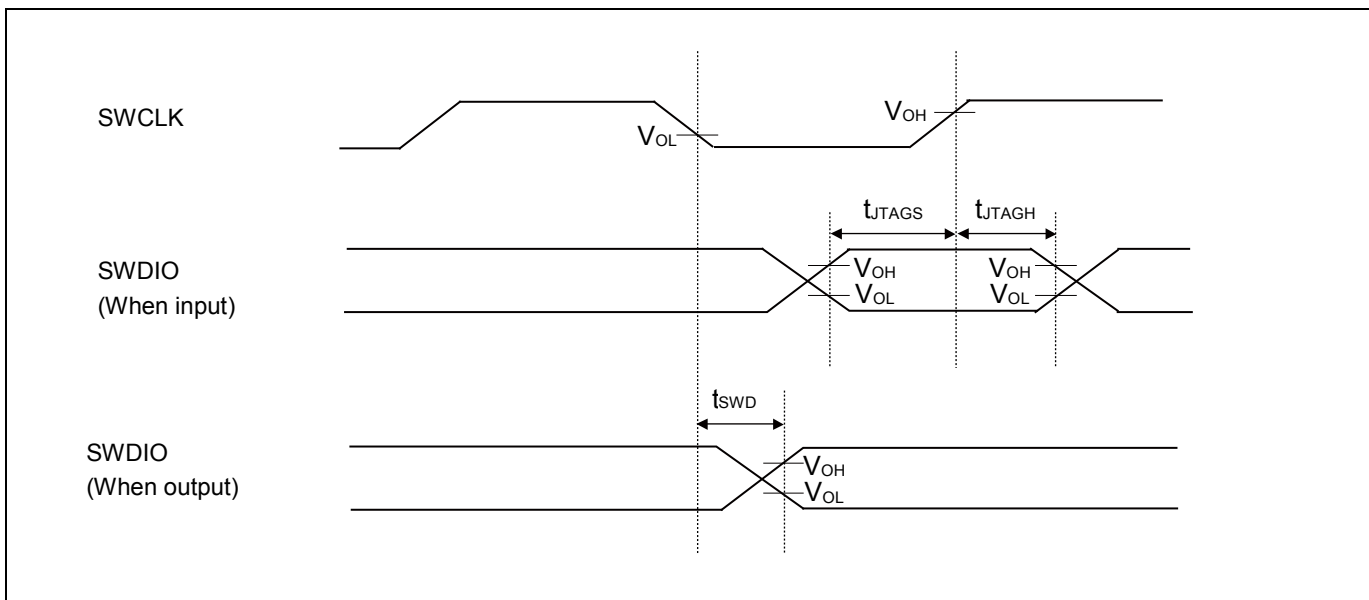 SWCLK
VOL
VOH
tJTAGS
tJTAGH
SWDIO
(When input)
VOH
VOL
VOH
VOL
tSWD
SWDIO
(When output)
VOH
VOL